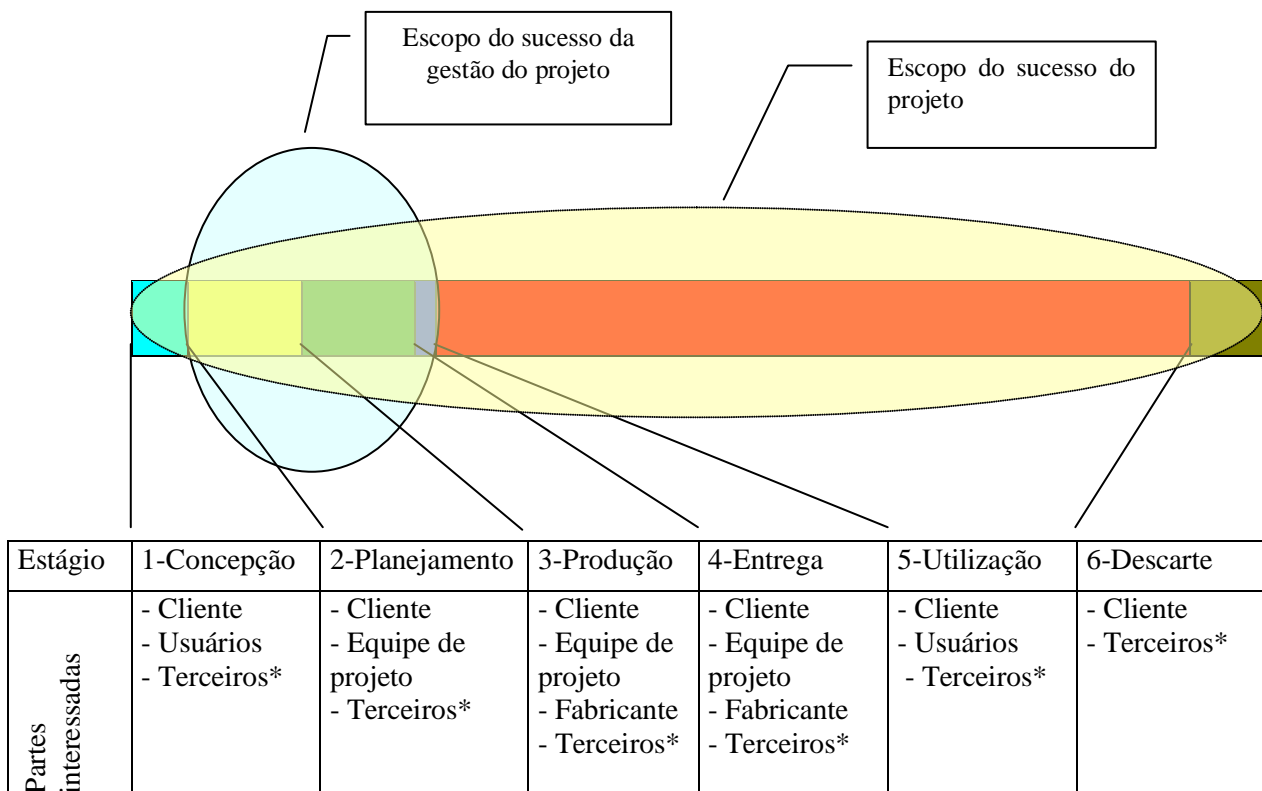 Escopo do sucesso da
gestão do projeto
Escopo do sucesso do
projeto
Estágio
1-Concepção
2-Planejamento
3-Produção
4-Entrega
5-Utilização
6-Descarte
Partes
interessadas
- Cliente
- Usuários
- Terceiros*
- Cliente
- Equipe de
projeto
- Terceiros*
- Cliente
- Equipe de
projeto
- Fabricante
- Terceiros*
- Cliente
- Equipe de
projeto
- Fabricante
- Terceiros*
- Cliente
- Usuários
- Terceiros*
- Cliente
- Terceiros*